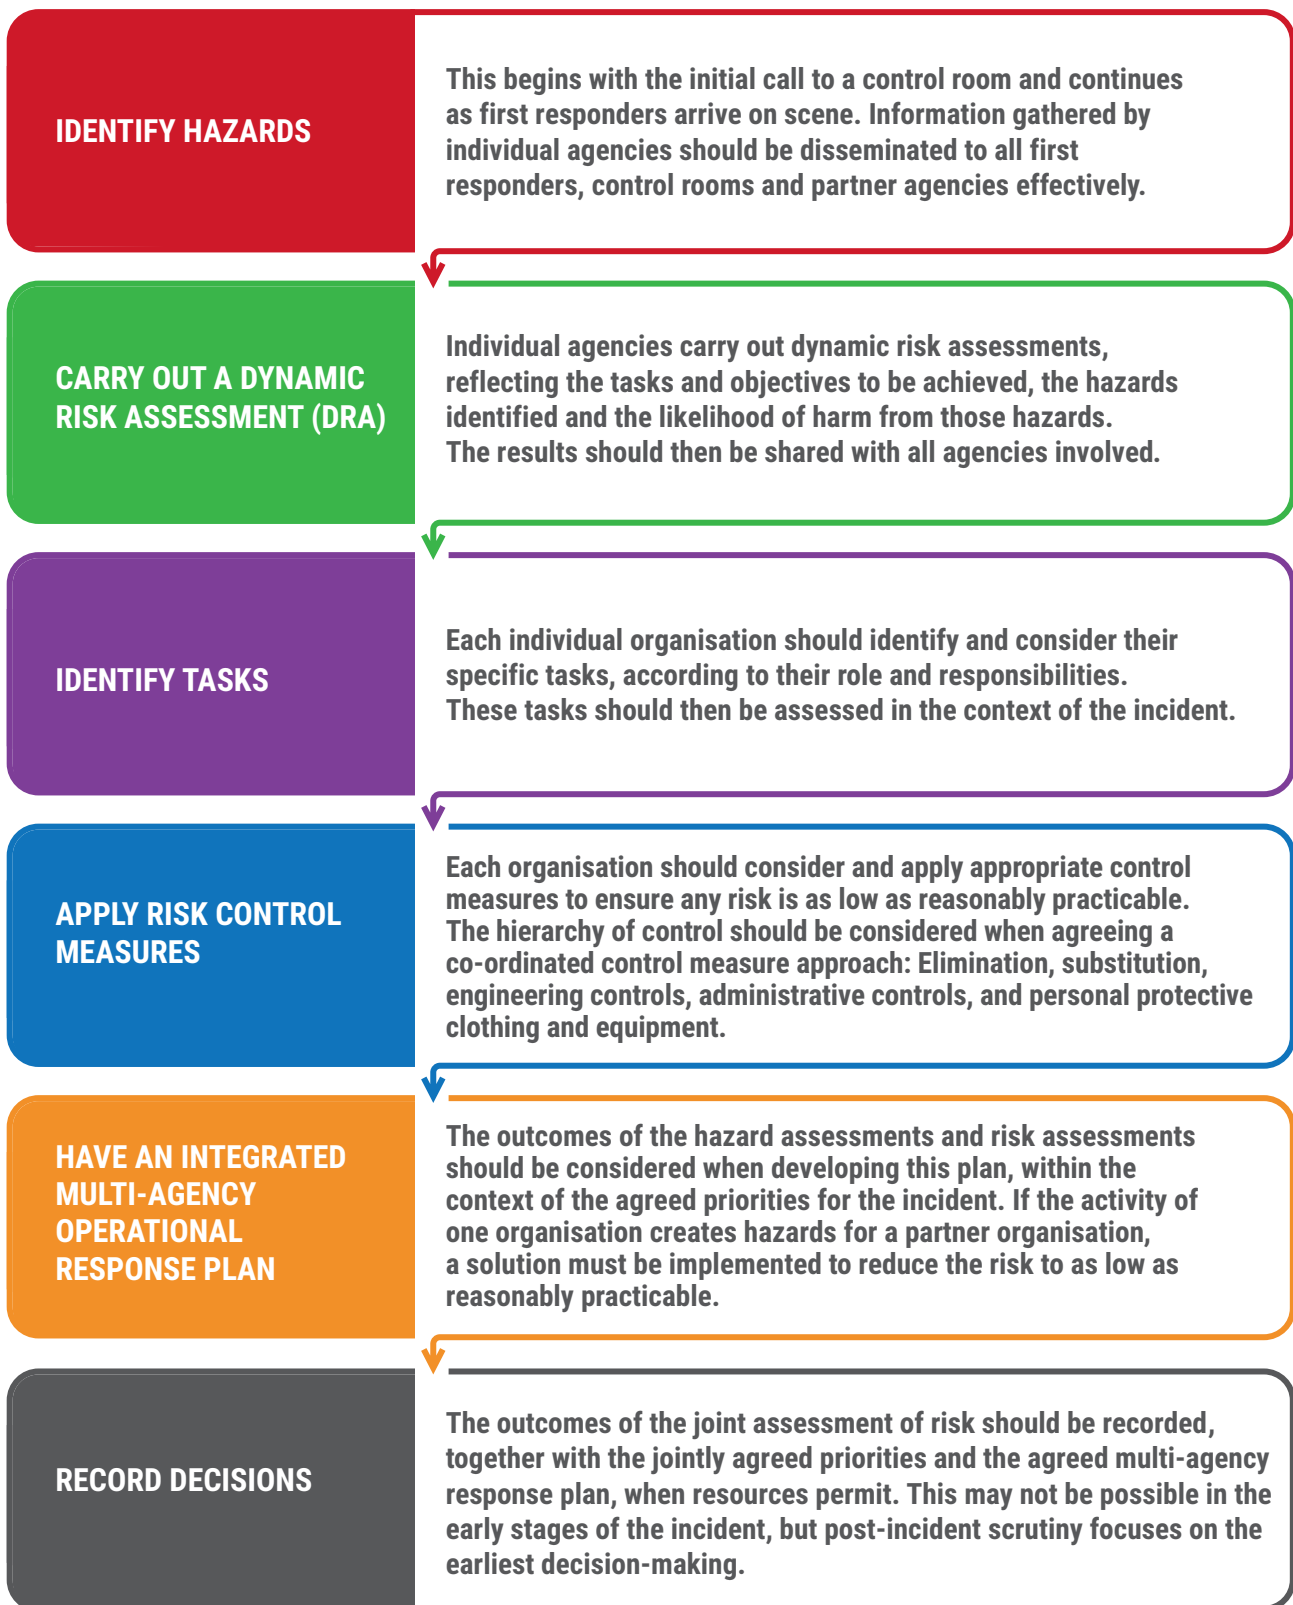 IDENTIFY HAZARDS
This begins with the initial call to a control room and continues
as first responders arrive on scene. Information gathered by
individual agencies should be disseminated to all first
responders, control rooms and partner agencies effectively.
CARRY OUT A DYNAMIC
RISK ASSESSMENT (DRA)
Individual agencies carry out dynamic risk assessments,
reflecting the tasks and objectives to be achieved, the hazards
identified and the likelihood of harm from those hazards.
The results should then be shared with all agencies involved.
IDENTIFY TASKS
Each individual organisation should identify and consider their
specific tasks, according to their role and responsibilities.
These tasks should then be assessed in the context of the incident.
APPLY RISK CONTROL
MEASURES
Each organisation should consider and apply appropriate control
measures to ensure any risk is as low as reasonably practicable.
The hierarchy of control should be considered when agreeing a
co-ordinated control measure approach: Elimination, substitution,
engineering controls, administrative controls, and personal protective
clothing and equipment.
HAVE AN INTEGRATED
MULTI-AGENCY
OPERATIONAL
RESPONSE PLAN
The outcomes of the hazard assessments and risk assessments
should be considered when developing this plan, within the
context of the agreed priorities for the incident. If the activity of
one organisation creates hazards for a partner organisation,
a solution must be implemented to reduce the risk to as low as
reasonably practicable.
RECORD DECISIONS
The outcomes of the joint assessment of risk should be recorded,
together with the jointly agreed priorities and the agreed multi-agency
response plan, when resources permit. This may not be possible in the
early stages of the incident, but post-incident scrutiny focuses on the
earliest decision-making.